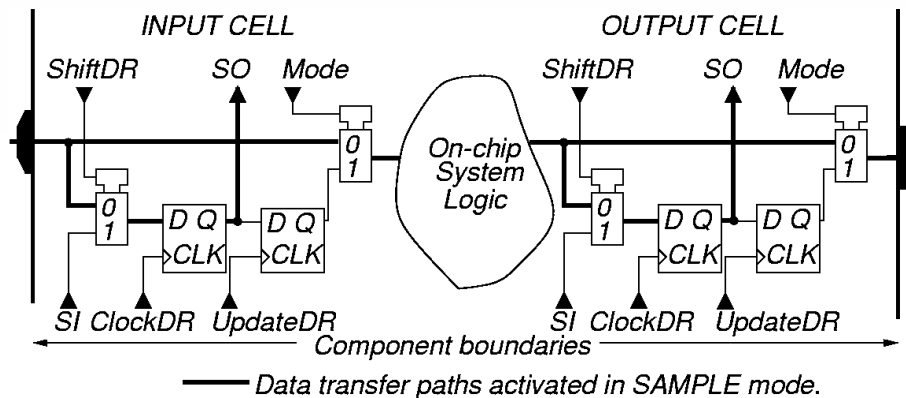 INPUT CELL OUTPUT CELL
ShiftDR SO Mode ShiftDR SO Mode
0
1
On-chip
System
Logic
0
1
0
1
D Q
CLK
D Q
CLK
0
1
D Q
CLK
D Q
CLK
SI ClockDR UpdateDR SI ClockDR UpdateDR
Component boundaries
Data transfer paths activated in SAMPLE mode.